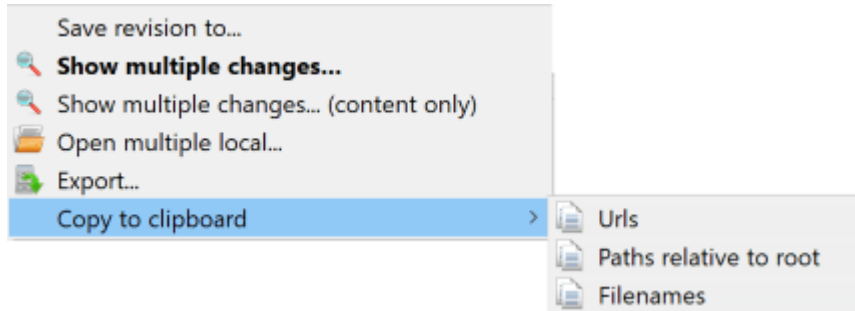 Save revision to...
Show multiple changes...
Show multiple changes... (content only)
Open multiple local...
Export...
Copy to clipboard
Urls
Paths relative to root
Filenames